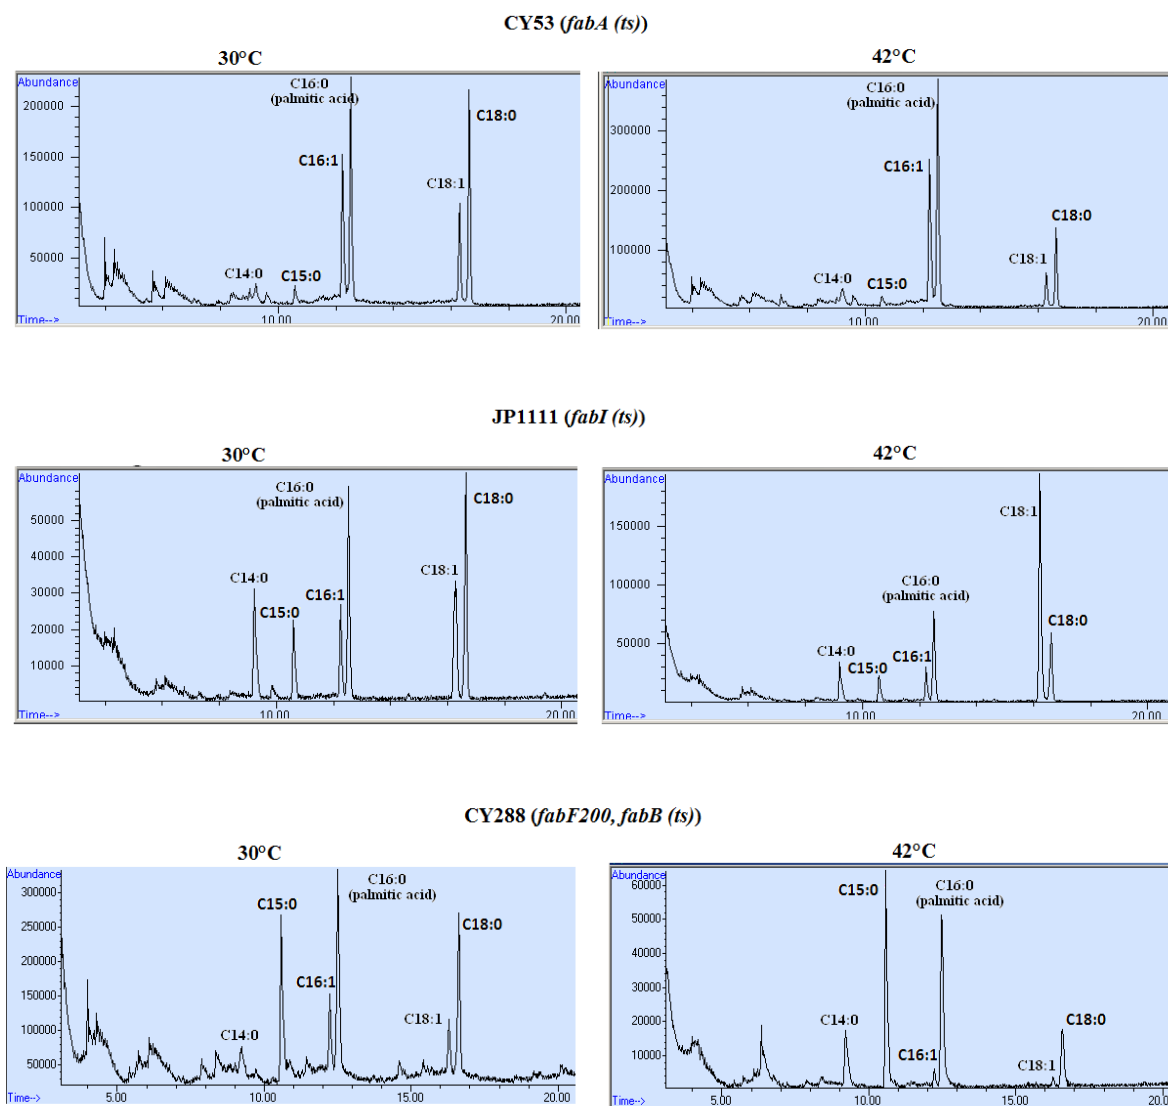 CY53 (fabA (ts))
30°C
42°C
Abundance
C16:0
(palmitic acid)
C18:0
C16:1
C18:1
C14:0
C15:0
200000
150000
100000
50000
Time-->
10.00
20.00
Abundance
C16:0
(palmitic acid)
C16:1
C18:0
C18:1
C14:0
C15:0
300000
200000
100000
Time-->
10.00
20.00
JP1111 (fabI (ts))
30°C
42°C
Abundance
C16:0
(palmitic acid)
C18:0
C14:0
C15:0
C16:1
C18:1
50000
40000
30000
20000
10000
Time-->
10.00
20.00
Abundance
C18:1
C16:0
(palmitic acid)
C18:0
C14:0
C15:0
C16:1
150000
100000
50000
Time-->
10.00
20.00
CY288 (fabF200, fabB (ts))
30°C
42°C
Abundance
C16:0
(palmitic acid)
C15:0
C18:0
C16:1
C18:1
C14:0
300000
250000
200000
150000
100000
50000
Time-->
5.00
10.00
15.00
20.00
Abundance
C15:0
C16:0
(palmitic acid)
C14:0
C18:0
C16:1
C18:1
60000
50000
40000
30000
20000
10000
Time-->
5.00
10.00
15.00
20.0